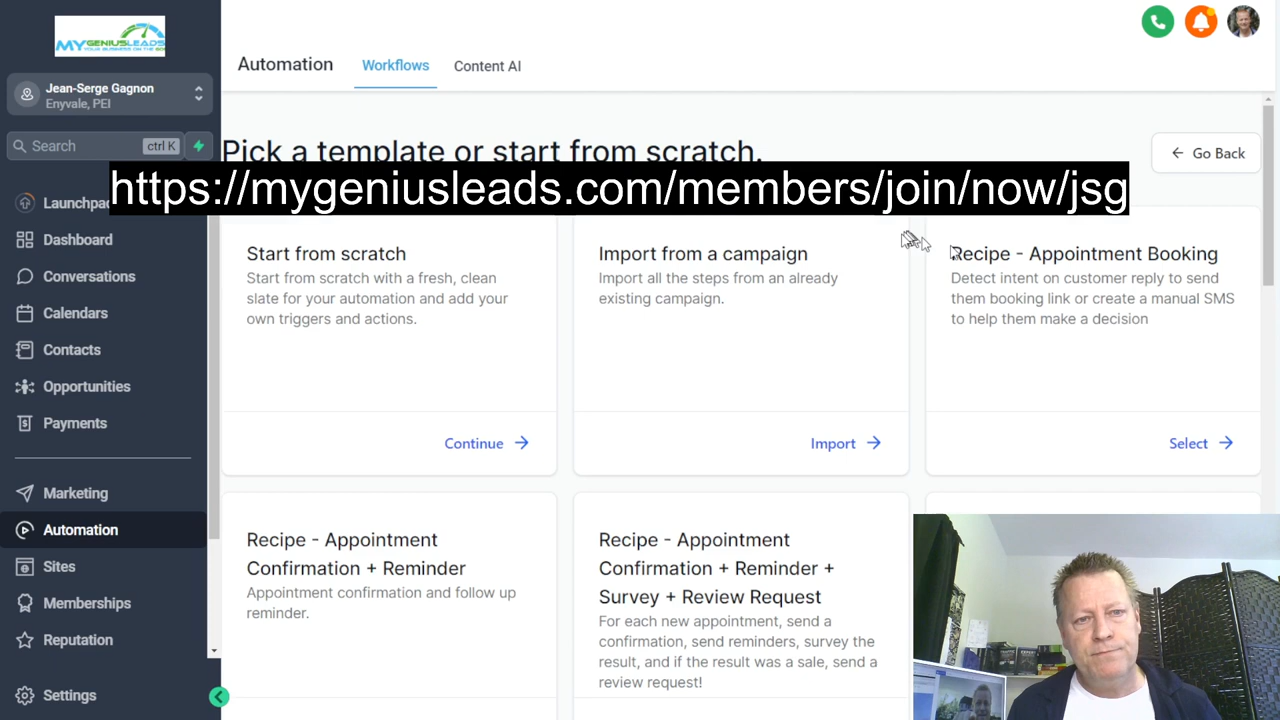 MYGENIUSLEADS
Jean-Serge Gagnon
Enyvale, PEI
Search
ctrl K
Launchpad
Dashboard
Conversations
Calendars
Contacts
Opportunities
Payments
Marketing
Automation
Sites
Memberships
Reputation
Settings
Automation
Workflows
Content AI
Pick a template or start from scratch.
Go Back
https://mygeniusleads.com/members/join/now/jsg
Start from scratch
Start from scratch with a fresh, clean
slate for your automation and add your
own triggers and actions.
Continue
Import from a campaign
Import all the steps from an already
existing campaign.
Import
Recipe - Appointment Booking
Detect intent on customer reply to send
them booking link or create a manual SMS
to help them make a decision
Select
Recipe - Appointment
Confirmation + Reminder
Appointment confirmation and follow up
reminder.
Recipe - Appointment
Confirmation + Reminder +
Survey + Review Request
For each new appointment, send a
confirmation, send reminders, survey the
result, and if the result was a sale, send a
review request!